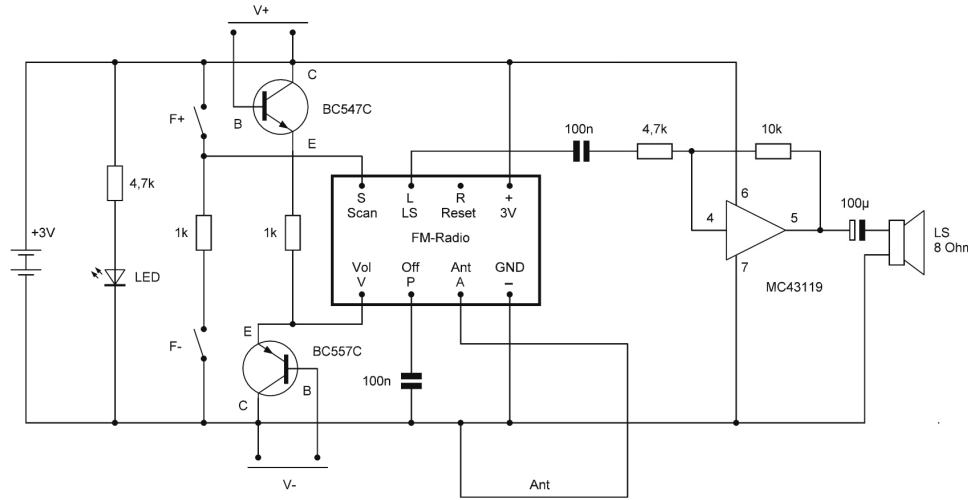 V+
C
BC547C
B
E
F+
4,7k
1k
1k
+3V
LED
F-
S
Scan
L
LS
R
Reset
+
3V
FM-Radio
Vol
V
Off
P
Ant
A
GND
–
E
BC557C
B
C
100n
V-
Ant
100n
4,7k
10k
6
4
5
7
MC43119
100µ
LS
8 Ohm